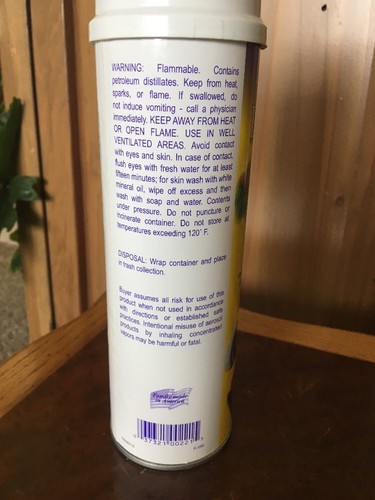 WARNING: Flammable. Contains
petroleum distillates. Keep from heat,
sparks, or flame. If swallowed, do
not induce vomiting - call a physician
immediately. KEEP AWAY FROM HEAT
OR OPEN FLAME. USE IN WELL
VENTILATED AREAS. Avoid contact
with eyes and skin. In case of contact,
flush eyes with fresh water for at least
fifteen minutes; for skin wash with white
mineral oil, wipe off excess and then
wash with soap and water. Contents
under pressure. Do not puncture or
incinerate container. Do not store at
temperatures exceeding 120° F.
DISPOSAL: Wrap container and place
in trash collection.
Buyer assumes all risk for use of this
product when not used in accordance
with directions or established safe
practices. Intentional misuse of aerosol
products by inhaling concentrated
vapors may be harmful or fatal.
in America
37321 00221